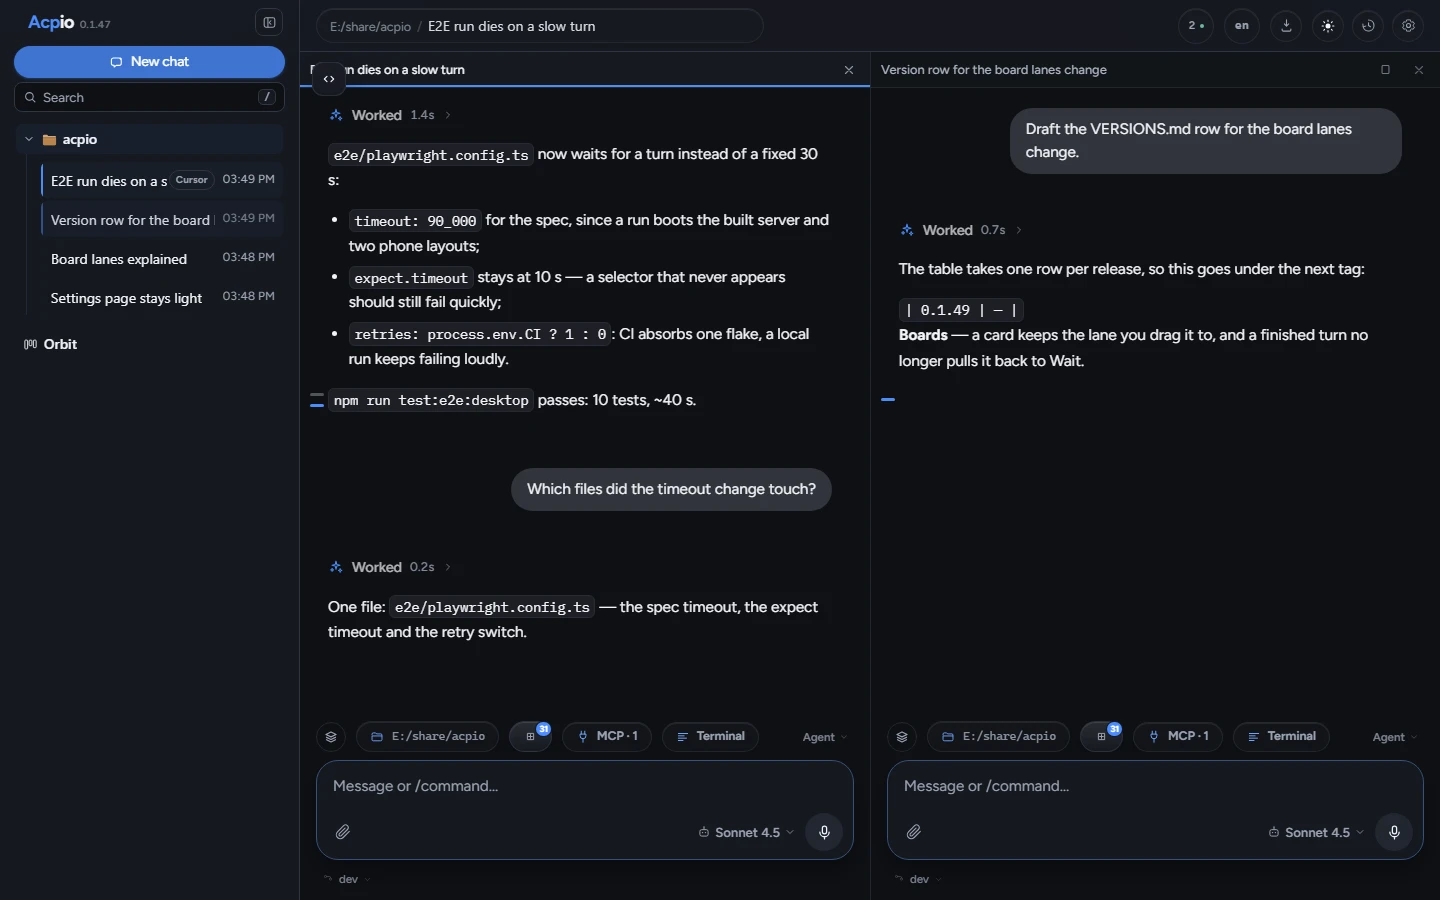 Acpio 0.1.47
New chat
Search /
acpio
E2E run dies on a s Cursor 03:49 PM
Version row for the board 03:49 PM
Board lanes explained 03:48 PM
Settings page stays light 03:48 PM
Orbit
E:/share/acpio / E2E run dies on a slow turn
2 en
n dies on a slow turn
Worked 1.4s
e2e/playwright.config.ts now waits for a turn instead of a fixed 30
s:
• timeout: 90_000 for the spec, since a run boots the built server and
two phone layouts;
• expect.timeout stays at 10 s — a selector that never appears
should still fail quickly;
• retries: process.env.CI ? 1 : 0: CI absorbs one flake, a local
run keeps failing loudly.
npm run test:e2e:desktop passes: 10 tests, ~40 s.
Which files did the timeout change touch?
Worked 0.2s
One file: e2e/playwright.config.ts — the spec timeout, the expect
timeout and the retry switch.
E:/share/acpio 31 MCP · 1 Terminal Agent
Message or /command...
Sonnet 4.5
dev
Version row for the board lanes change
Draft the VERSIONS.md row for the board lanes
change.
Worked 0.7s
The table takes one row per release, so this goes under the next tag:
| 0.1.49 | — |
Boards — a card keeps the lane you drag it to, and a finished turn no
longer pulls it back to Wait.
E:/share/acpio 31 MCP · 1 Terminal Agent
Message or /command...
Sonnet 4.5
dev